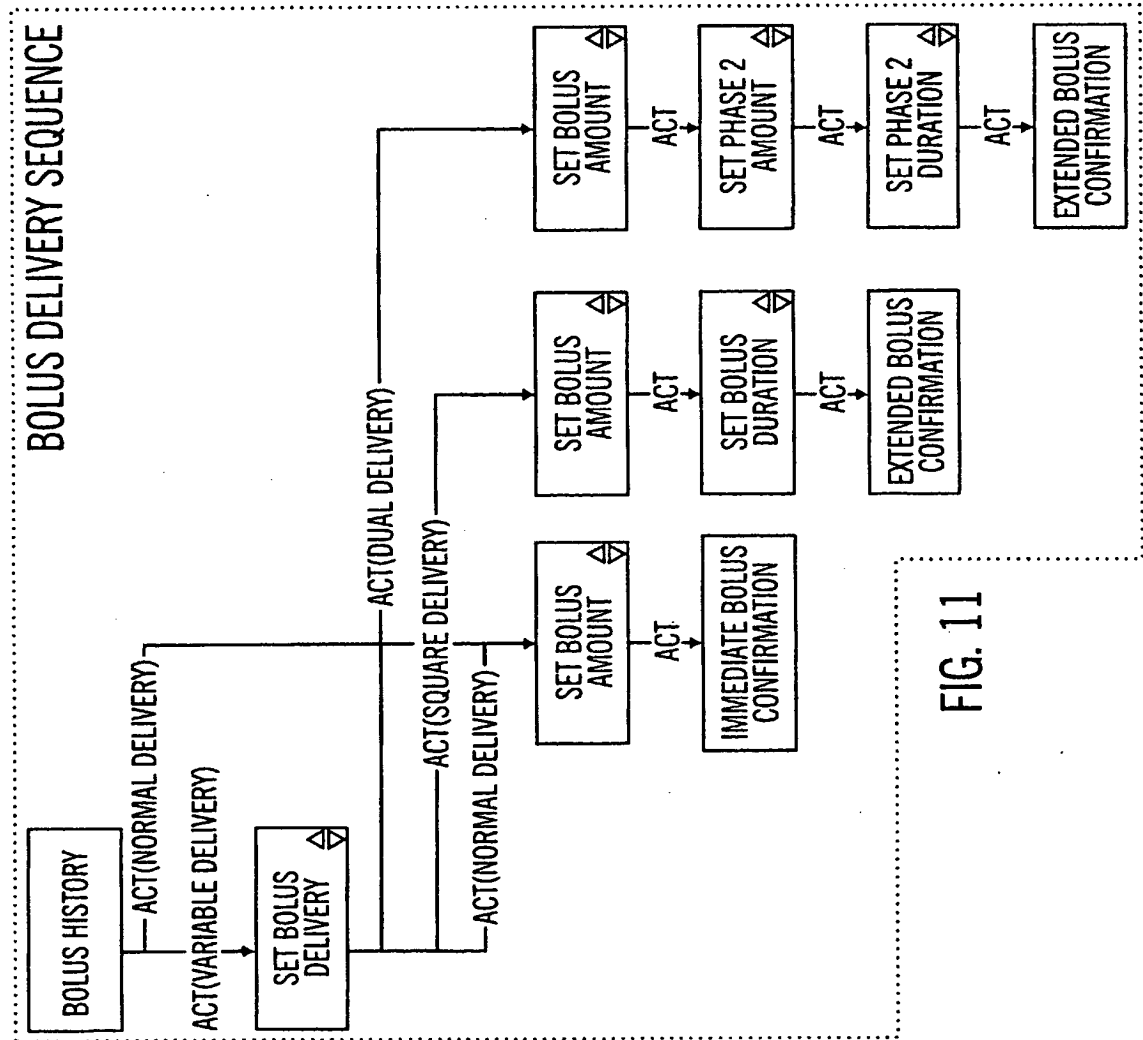 BOLUS DELIVERY SEQUENCE
BOLUS HISTORY
ACT(NORMAL DELIVERY)
ACT(VARIABLE DELIVERY)
SET BOLUS
DELIVERY
ACT(DUAL DELIVERY)
ACT(SQUARE DELIVERY)
ACT(NORMAL DELIVERY)
SET BOLUS
AMOUNT
ACT
IMMEDIATE BOLUS
CONFIRMATION
SET BOLUS
AMOUNT
ACT
SET BOLUS
DURATION
ACT
EXTENDED BOLUS
CONFIRMATION
SET BOLUS
AMOUNT
ACT
SET PHASE 2
AMOUNT
ACT
SET PHASE 2
DURATION
ACT
EXTENDED BOLUS
CONFIRMATION
FIG. 11